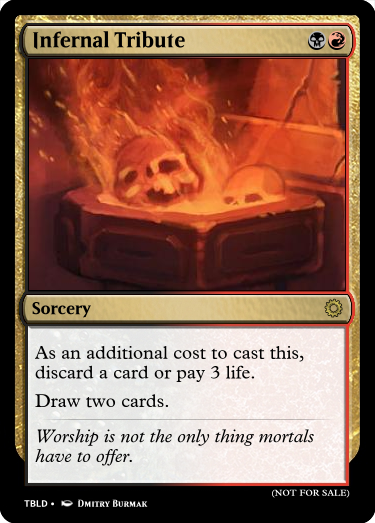 Infernal Tribute
Sorcery
As an additional cost to cast this,
discard a card or pay 3 life.
Draw two cards.
Worship is not the only thing mortals
have to offer.
(NOT FOR SALE)
TBLD • Dmitry Burmak